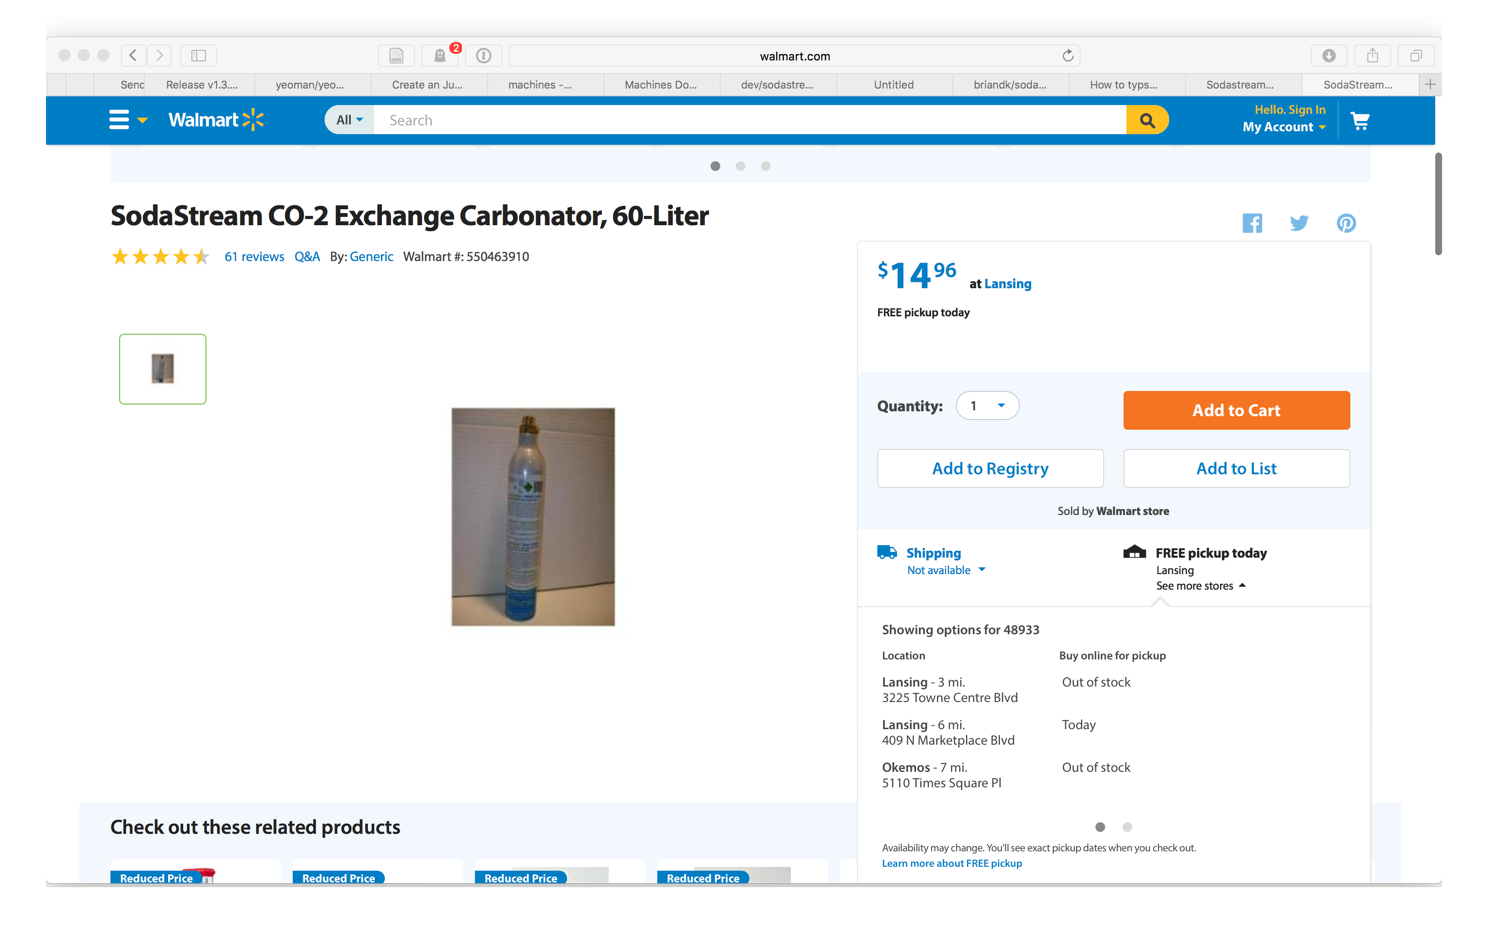 2
walmart.com
Send
Release v1.3....
yeoman/yeo...
Create an Ju...
machines -...
Machines Do...
dev/sodastre...
Untitled
briandk/soda...
How to typs...
Sodastream...
SodaStream...
Walmart
All
Search
Hello. Sign In
My Account
SodaStream CO-2 Exchange Carbonator, 60-Liter
61 reviews Q&A By: Generic Walmart #: 550463910
$14 96 at Lansing
FREE pickup today
Quantity: 1
Add to Cart
Add to Registry
Add to List
Sold by Walmart store
Shipping
Not available
FREE pickup today
Lansing
See more stores
Showing options for 48933
Location Buy online for pickup
Lansing - 3 mi. Out of stock
3225 Towne Centre Blvd
Lansing - 6 mi. Today
409 N Marketplace Blvd
Okemos - 7 mi. Out of stock
5110 Times Square Pl
Availability may change. You'll see exact pickup dates when you check out.
Learn more about FREE pickup
Check out these related products
Reduced Price
Reduced Price
Reduced Price
Reduced Price